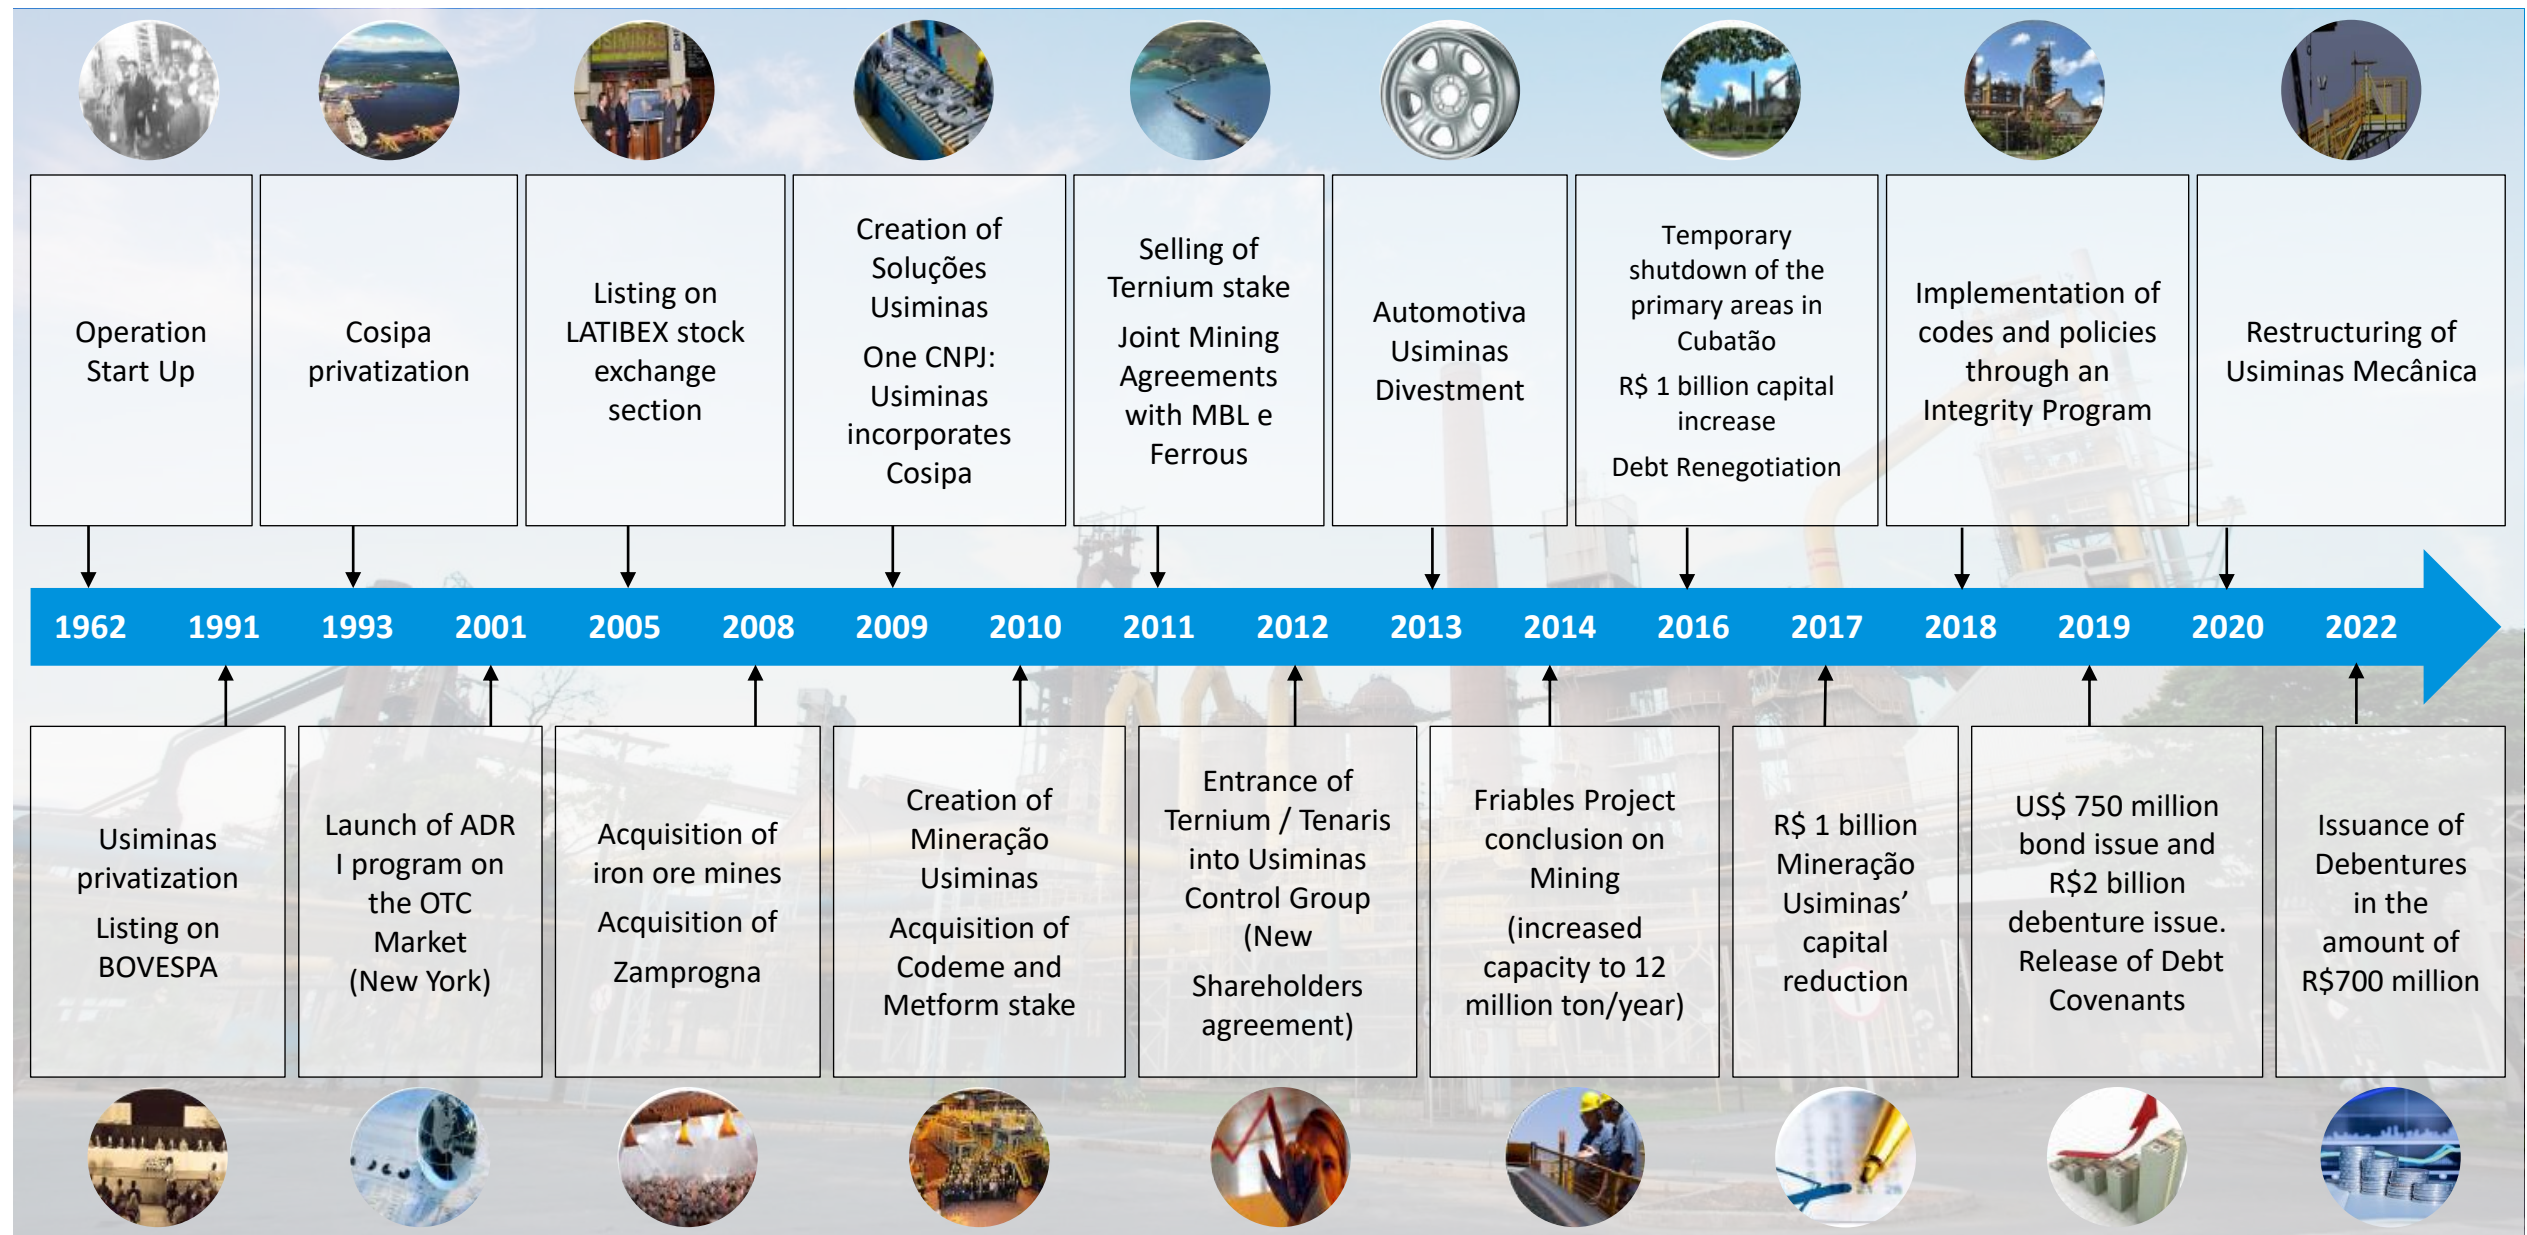 Operation
Start Up
Cosipa
privatization
Listing on
LATIBEX stock
exchange
section
Creation of
Soluções
Usiminas
One CNPJ:
Usiminas
incorporates
Cosipa
Selling of
Ternium stake
Joint Mining
Agreements
with MBL e
Ferrous
Automotiva
Usiminas
Divestment
Temporary
shutdown of the
primary areas in
Cubatão
R$ 1 billion capital
increase
Debt Renegotiation
Implementation of
codes and policies
through an
Integrity Program
Restructuring of
Usiminas Mecânica
1962 1991 1993 2001 2005 2008 2009 2010 2011 2012 2013 2014 2016 2017 2018 2019 2020 2022
Usiminas
privatization
Listing on
BOVESPA
Launch of ADR
I program on
the OTC
Market
(New York)
Acquisition of
iron ore mines
Acquisition of
Zamprogna
Creation of
Mineração
Usiminas
Acquisition of
Codeme and
Metform stake
Entrance of
Ternium / Tenaris
into Usiminas
Control Group
(New
Shareholders
agreement)
Friables Project
conclusion on
Mining
(increased
capacity to 12
million ton/year)
R$ 1 billion
Mineração
Usiminas’
capital
reduction
US$ 750 million
bond issue and
R$2 billion
debenture issue.
Release of Debt
Covenants
Issuance of
Debentures
in the
amount of
R$700 million